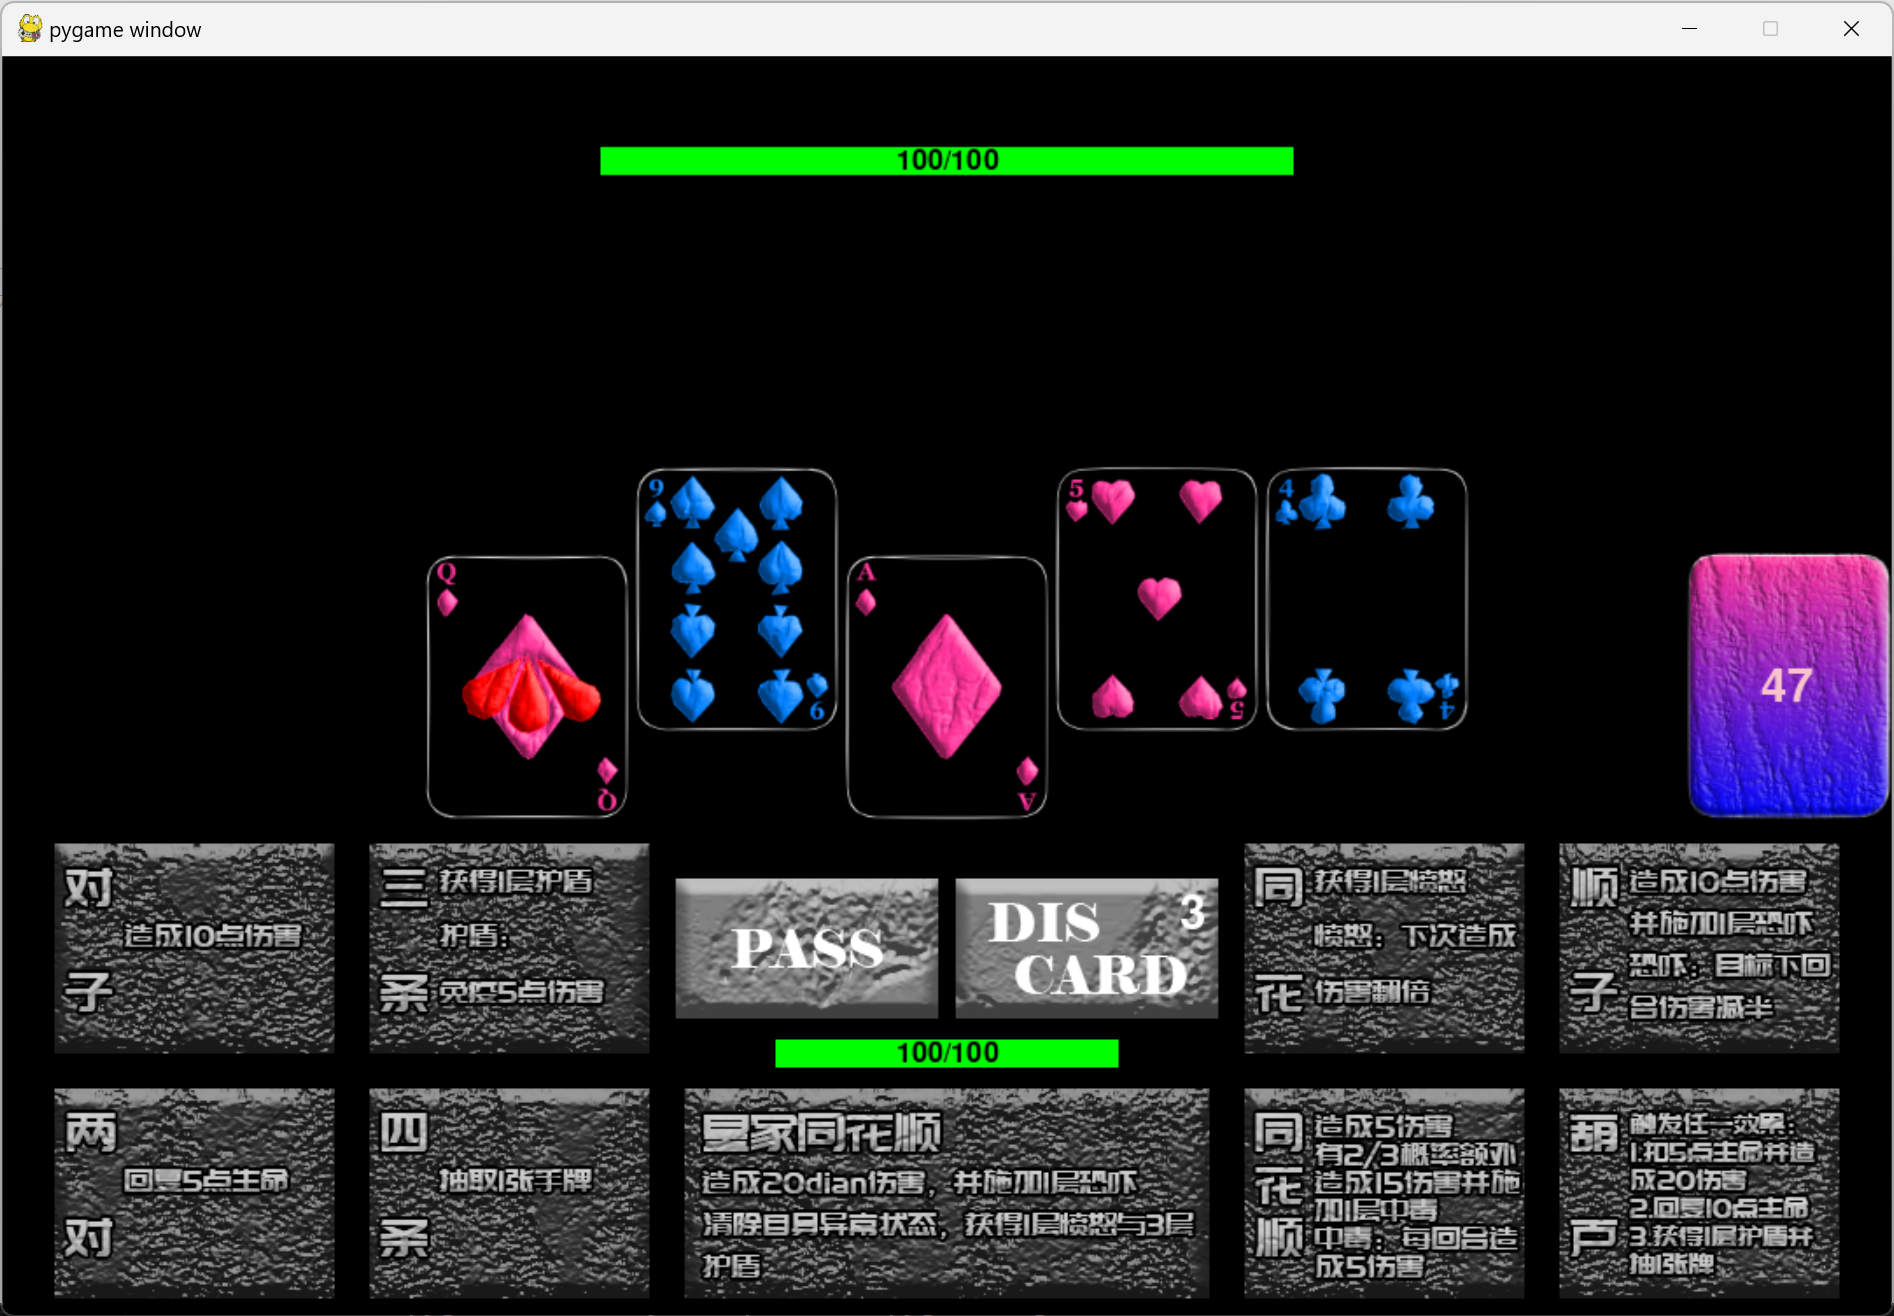 pygame window
100/100
Q
Q
9
9
A
A
5
5
4
4
47
对子
造成10点伤害
三条
获得1层护盾
护盾：
免疫5点伤害
PASS
DIS
CARD
3
同花
获得1层愤怒
愤怒：下次造成
伤害翻倍
顺子
造成10点伤害
并施加1层恐吓
恐吓：目标下回
合伤害减半
100/100
两对
回复5点生命
四条
抽取1张手牌
皇家同花顺
造成20dian伤害，并施加1层恐吓
清除自身异常状态，获得1层愤怒与3层
护盾
同花顺
造成5伤害
有2/3概率额外
造成15伤害并施
加1层中毒
中毒：每回合造
成5伤害
葫芦
触发任一效果：
1.扣5点生命并造
成20伤害
2.回复10点生命
3.获得1层护盾并
抽1张牌